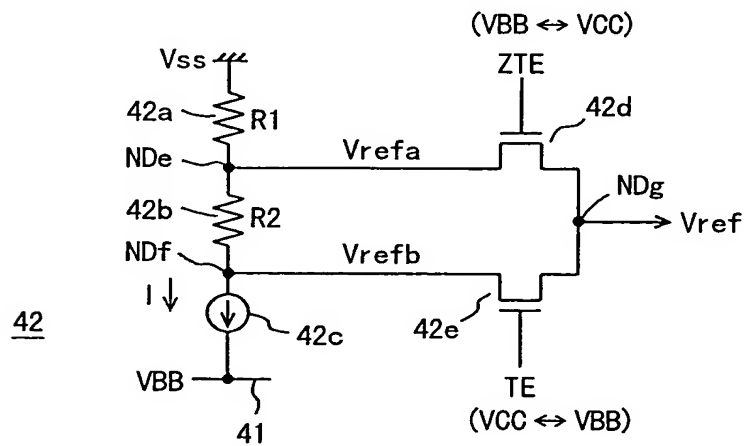 (VBB ↔ VCC)
Vss
ZTE
42a
R1
42d
NDe
Vrefa
42b
R2
NDg
Vref
NDf
Vrefb
I ↓
42
42c
42e
VBB
TE
41
(VCC ↔ VBB)